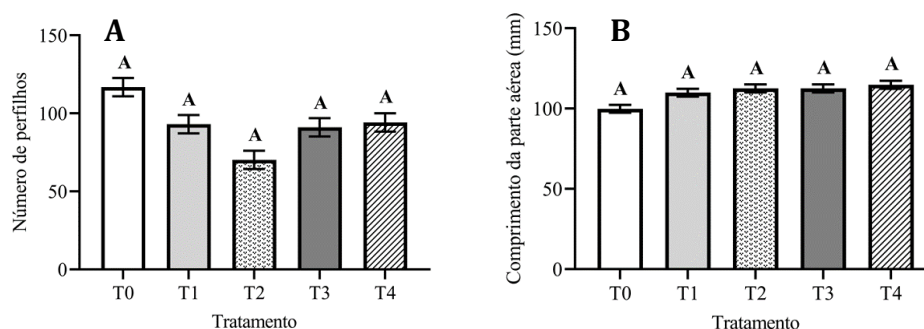 A
Número de perfilhos
150
100
50
0
A A A A A
T0 T1 T2 T3 T4
Tratamento
B
Comprimento da parte aérea (mm)
150
100
50
0
A A A A A
T0 T1 T2 T3 T4
Tratamento